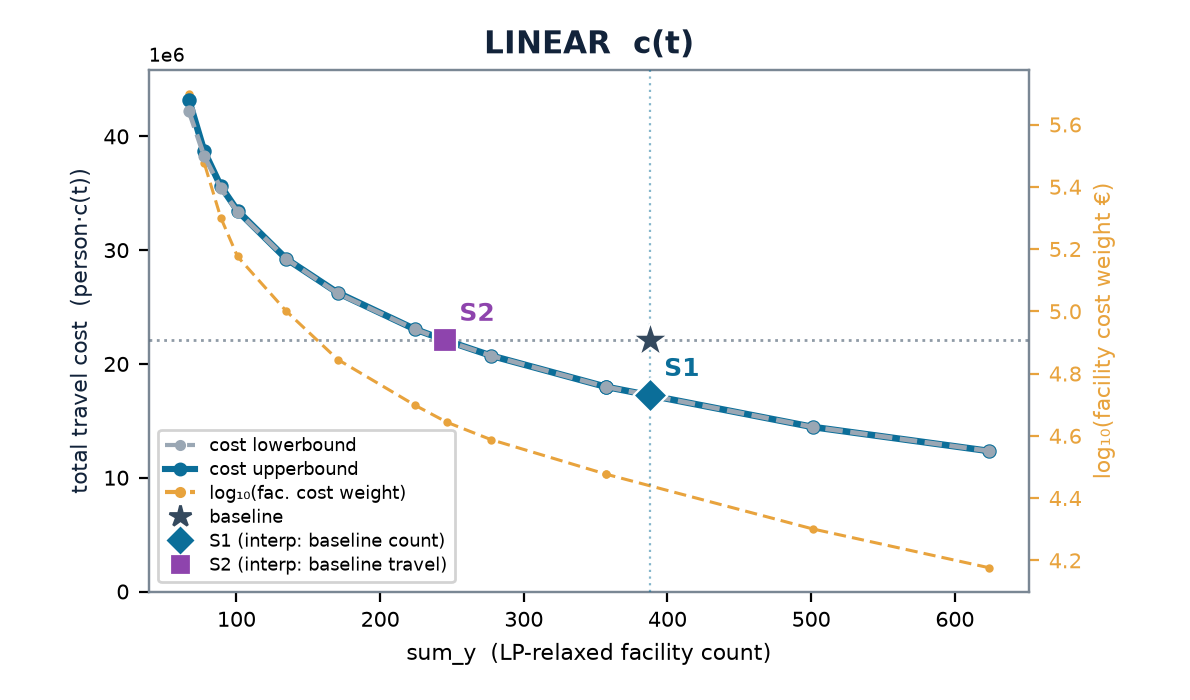 LINEAR c(t)
1e6
40
30
20
10
0
total travel cost (person·c(t))
5.6
5.4
5.2
5.0
4.8
4.6
4.4
4.2
log₁₀(facility cost weight €)
S2
S1
cost lowerbound
cost upperbound
log₁₀(fac. cost weight)
baseline
S1 (interp: baseline count)
S2 (interp: baseline travel)
100
200
300
400
500
600
sum_y (LP-relaxed facility count)